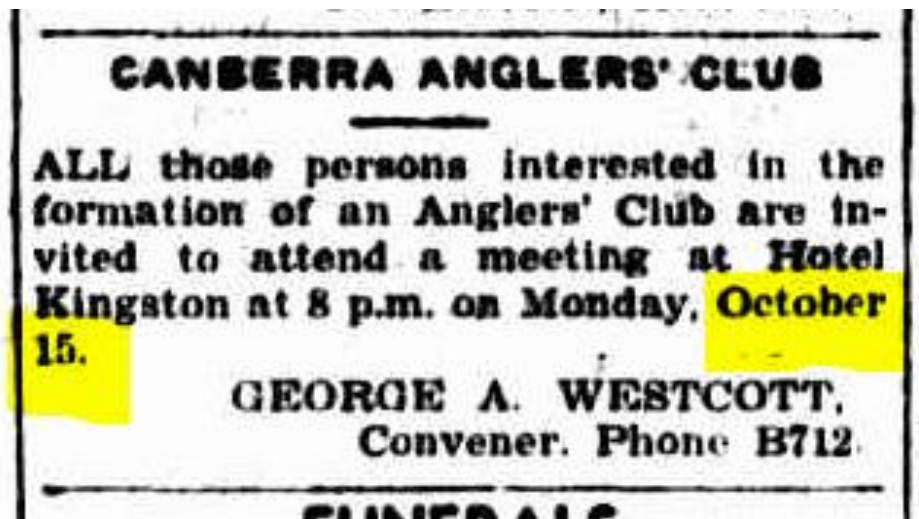 CANBERRA ANGLERS' CLUB
ALL those persons interested in the
formation of an Anglers' Club are in-
vited to attend a meeting at Hotel
Kingston at 8 p.m. on Monday, October
15.
GEORGE A. WESTCOTT,
Convener. Phone B712.
FUNERALS